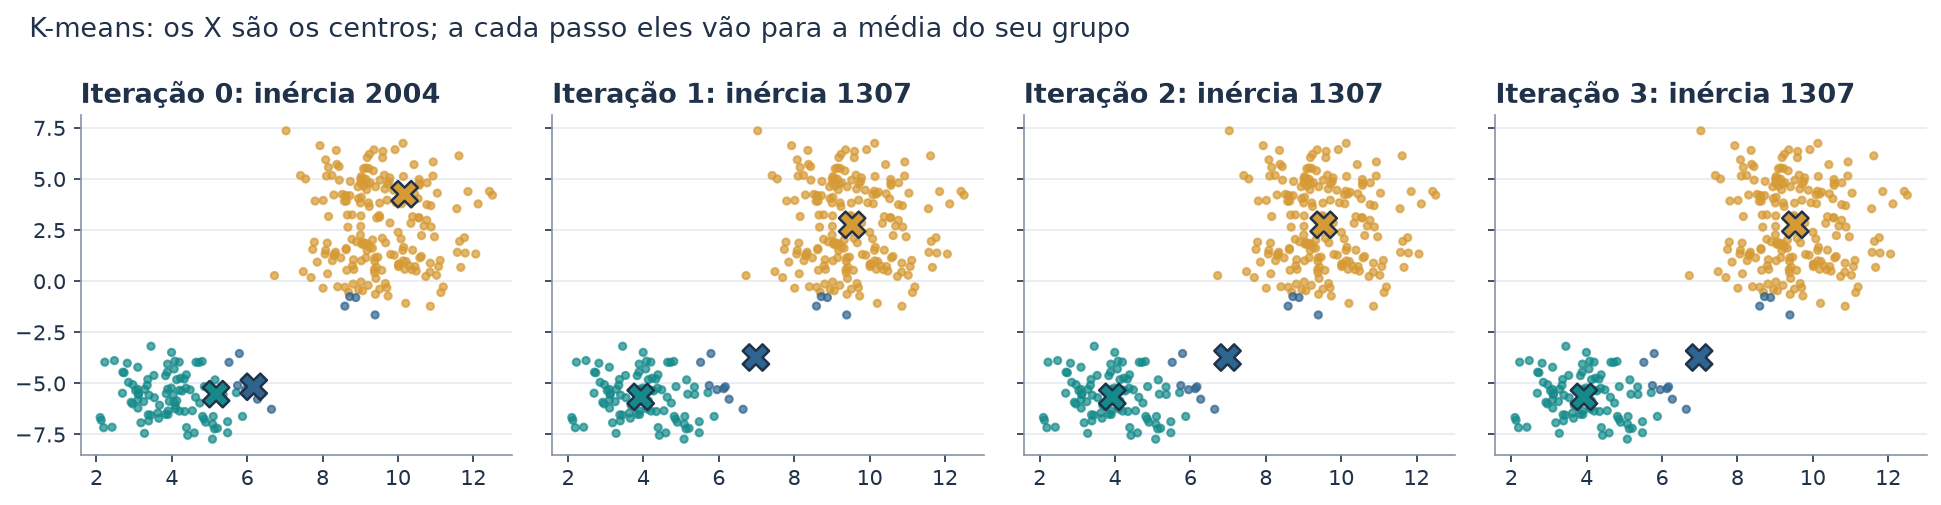 K-means: os X são os centros; a cada passo eles vão para a média do seu grupo
Iteração 0: inércia 2004
Iteração 1: inércia 1307
Iteração 2: inércia 1307
Iteração 3: inércia 1307
7.5
5.0
2.5
0.0
−2.5
−5.0
−7.5
2 4 6 8 10 12
2 4 6 8 10 12
2 4 6 8 10 12
2 4 6 8 10 12